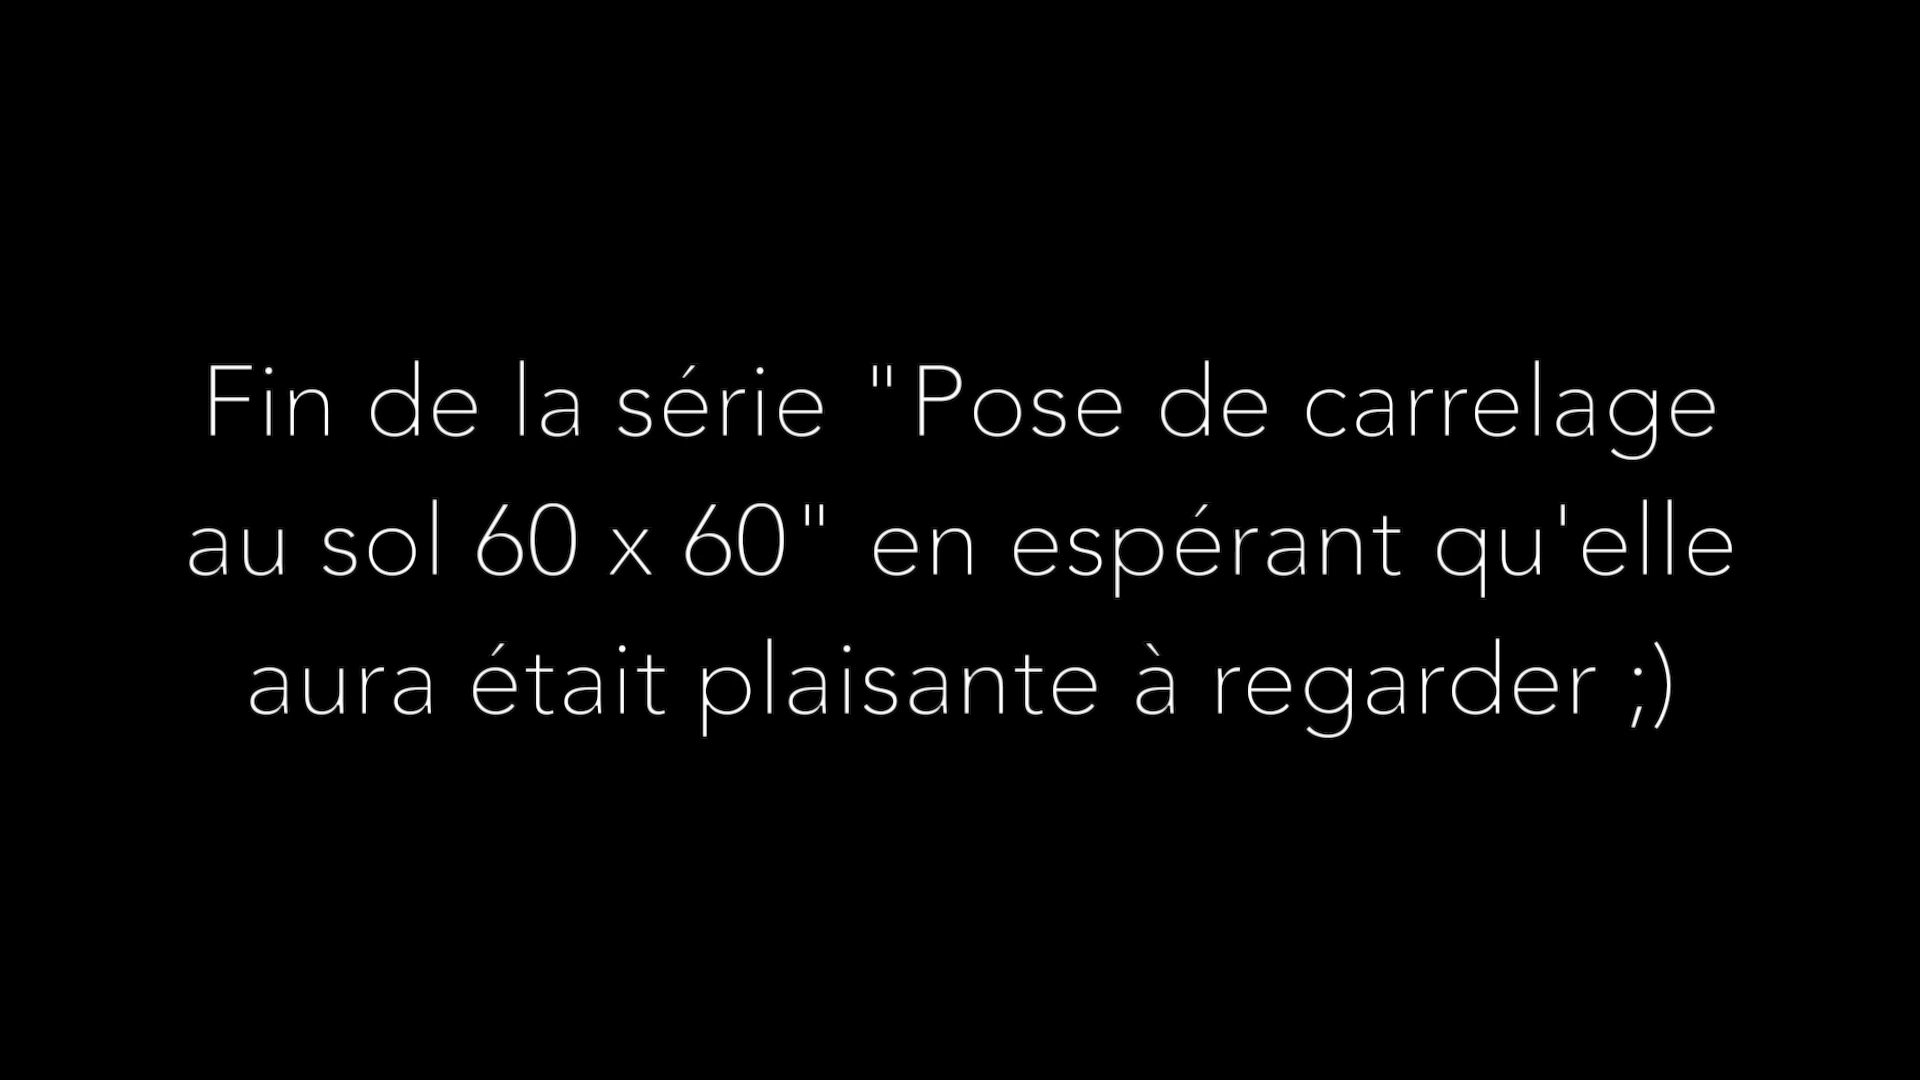 Fin de la série "Pose de carrelage
au sol 60 x 60" en espérant qu'elle
aura était plaisante à regarder ;)